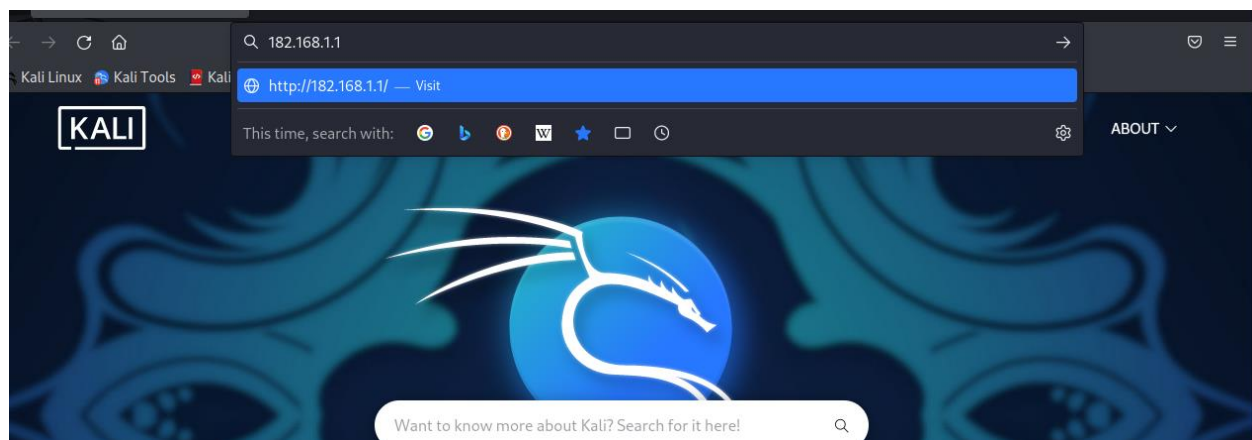 182.168.1.1
Kali Linux Kali Tools Kali
http://182.168.1.1/ — Visit
This time, search with: G b W
KALI
ABOUT
Want to know more about Kali? Search for it here!